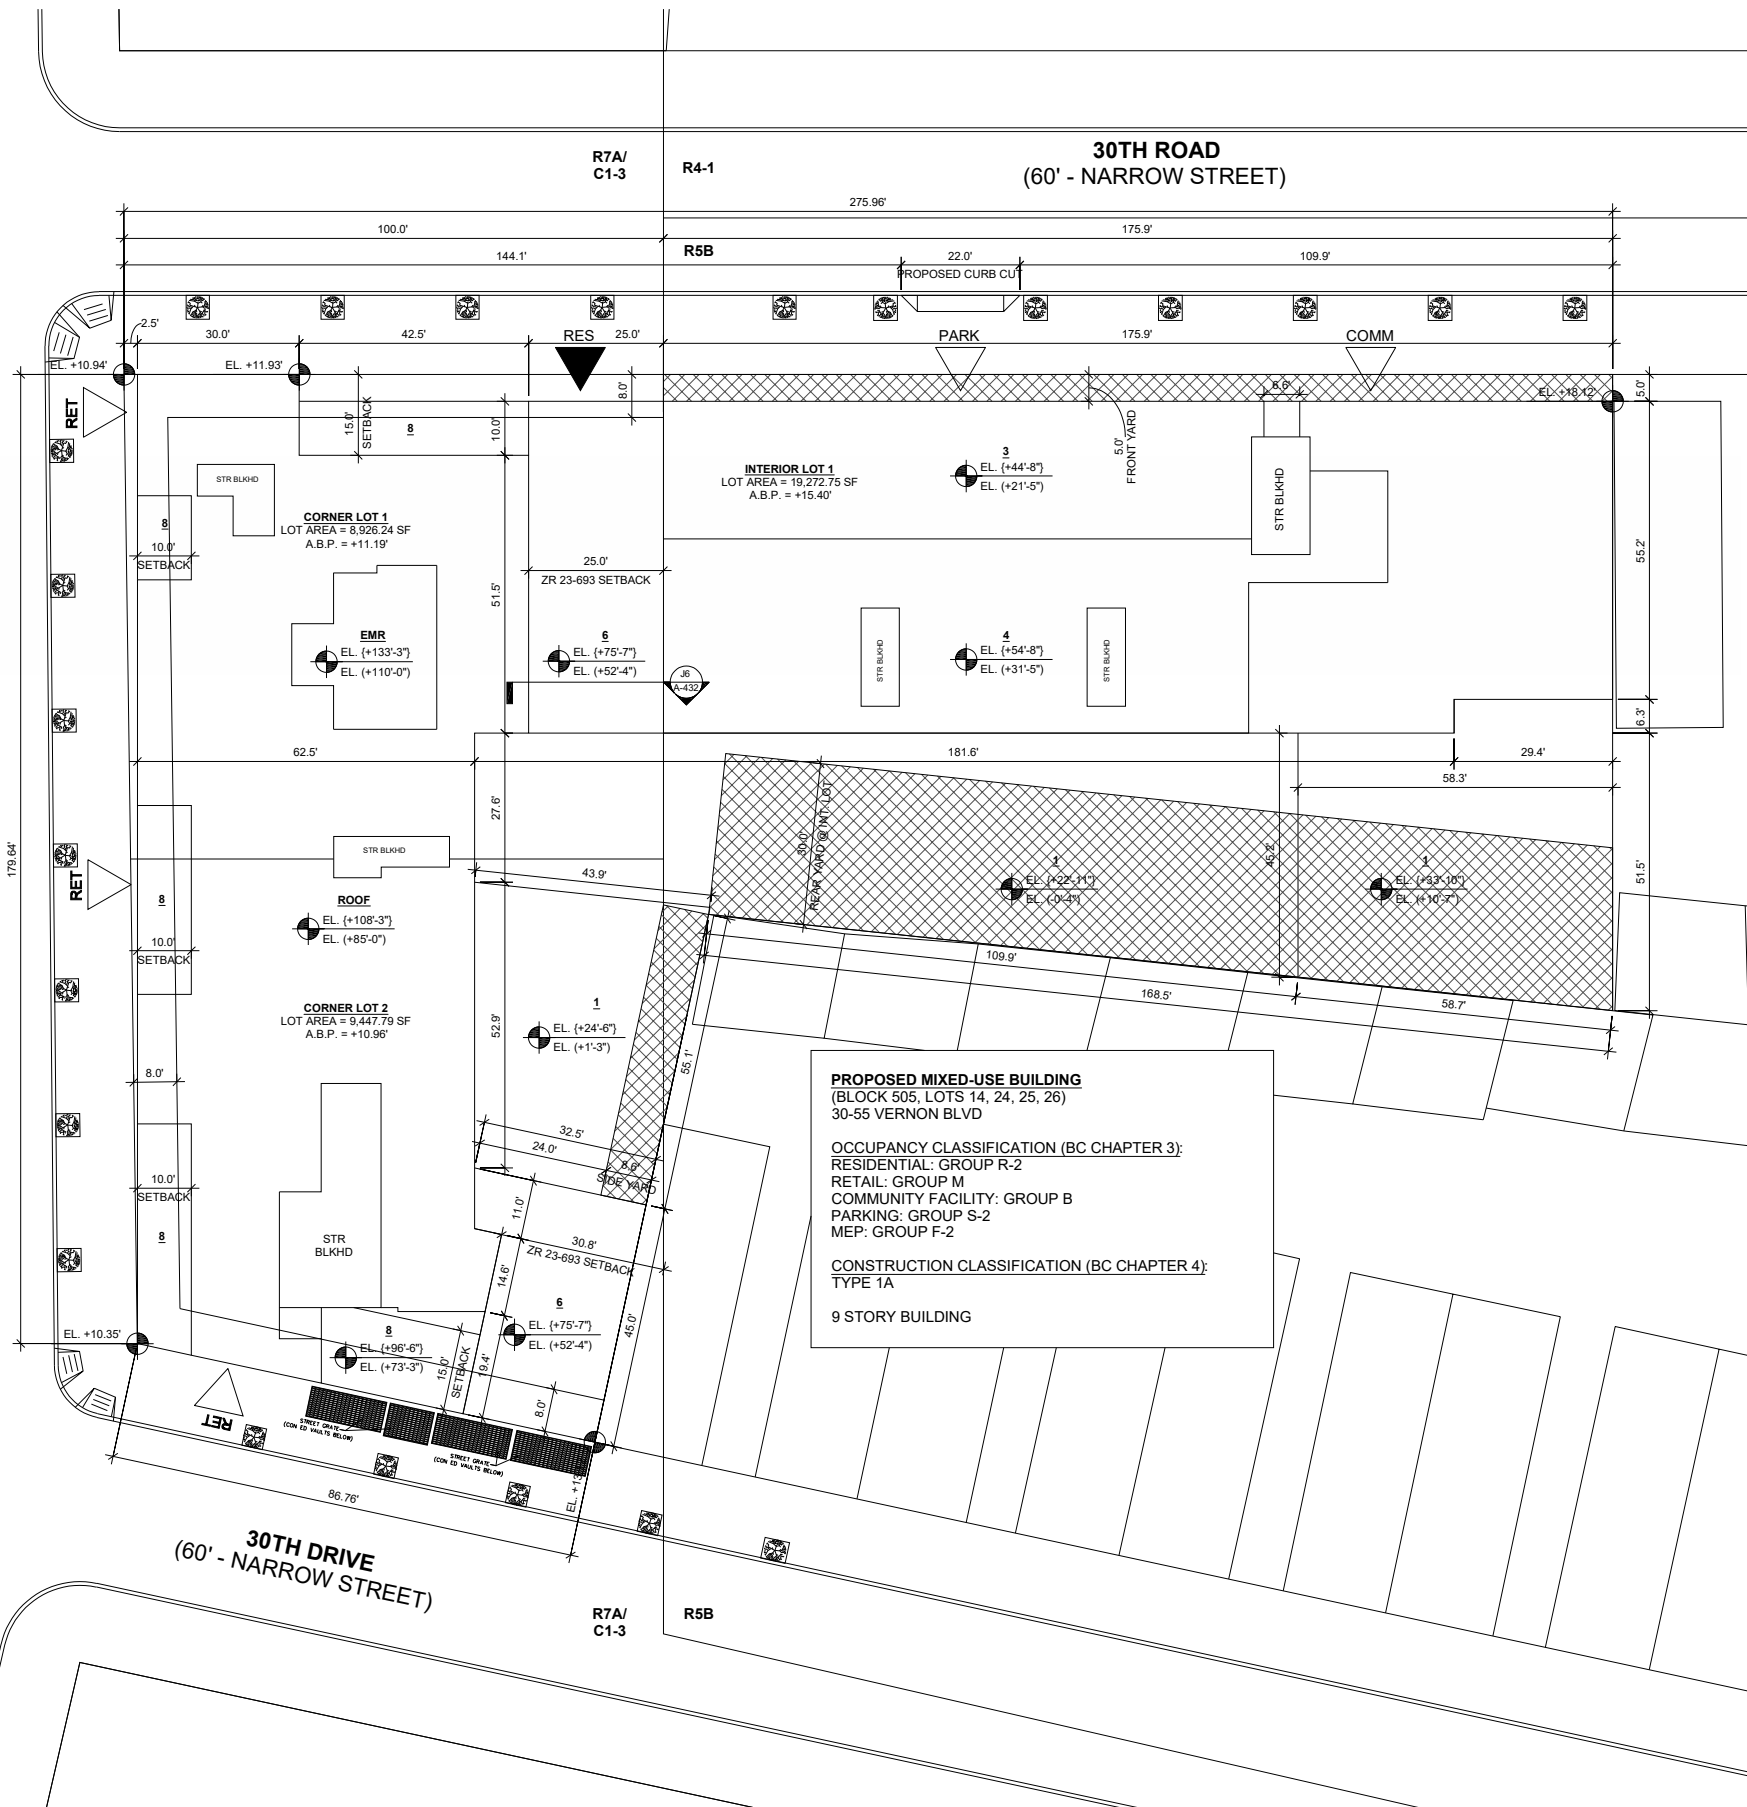 R7A/
C1-3
R4-1
30TH ROAD
(60' - NARROW STREET)
275.96'
100.0'
175.9'
R5B
144.1'
22.0'
109.9'
PROPOSED CURB CUT
2.5'
30.0'
42.5'
RES
25.0'
PARK
175.9'
COMM
EL. +10.94'
EL. +11.93'
8.0'
6.6'
EL. +18.12'
5.0'
RET
15.0'
SETBACK
8
10.0'
5.0'
FRONT YARD
3
EL. {+44'-8"}
EL. (+21'-5")
INTERIOR LOT 1
LOT AREA = 19,272.75 SF
A.B.P. = +15.40'
STR BLKHD
STR BLKHD
CORNER LOT 1
LOT AREA = 8,926.24 SF
A.B.P. = +11.19'
8
10.0'
SETBACK
25.0'
ZR 23-693 SETBACK
51.5'
55.2'
EMR
EL. {+133'-3"}
EL. (+110'-0")
6
EL. {+75'-7"}
EL. (+52'-4")
J6
A-432
STR BLKHD
4
EL. {+54'-8"}
EL. (+31'-5")
STR BLKHD
6.3'
62.5'
181.6'
29.4'
58.3'
27.6'
30.0'
REAR YARD @ INT. LOT
45.2'
51.5'
179.64'
STR BLKHD
43.9'
RET
8
ROOF
EL. {+108'-3"}
EL. (+85'-0")
1
EL. {+22'-11"}
EL. (-0'-4")
1
EL. {+33'-10"}
EL. (+10'-7")
10.0'
SETBACK
109.9'
168.5'
58.7'
CORNER LOT 2
LOT AREA = 9,447.79 SF
A.B.P. = +10.96'
52.9'
1
EL. {+24'-6"}
EL. (+1'-3")
55.1'
8.0'
32.5'
24.0'
8.6'
SIDE YARD
PROPOSED MIXED-USE BUILDING
(BLOCK 505, LOTS 14, 24, 25, 26)
30-55 VERNON BLVD
OCCUPANCY CLASSIFICATION (BC CHAPTER 3):
RESIDENTIAL: GROUP R-2
RETAIL: GROUP M
COMMUNITY FACILITY: GROUP B
PARKING: GROUP S-2
MEP: GROUP F-2
CONSTRUCTION CLASSIFICATION (BC CHAPTER 4):
TYPE 1A
9 STORY BUILDING
10.0'
SETBACK
8
STR
BLKHD
11.0'
30.8'
ZR 23-693 SETBACK
14.6'
6
EL. {+75'-7"}
EL. (+52'-4")
45.0'
EL. +10.35'
8
EL. {+96'-6"}
EL. (+73'-3")
15.0'
SETBACK
19.4'
8.0'
RET
STREET GRATE
(CON ED VAULTS BELOW)
STREET GRATE
(CON ED VAULTS BELOW)
EL. +13
86.76'
30TH DRIVE
(60' - NARROW STREET)
R7A/
C1-3
R5B